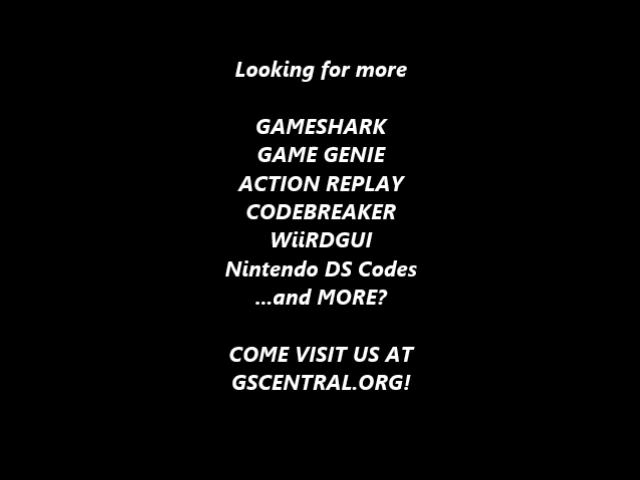 Looking for more
GAMESHARK
GAME GENIE
ACTION REPLAY
CODEBREAKER
WiiRDGUI
Nintendo DS Codes
...and MORE?
COME VISIT US AT
GSCENTRAL.ORG!